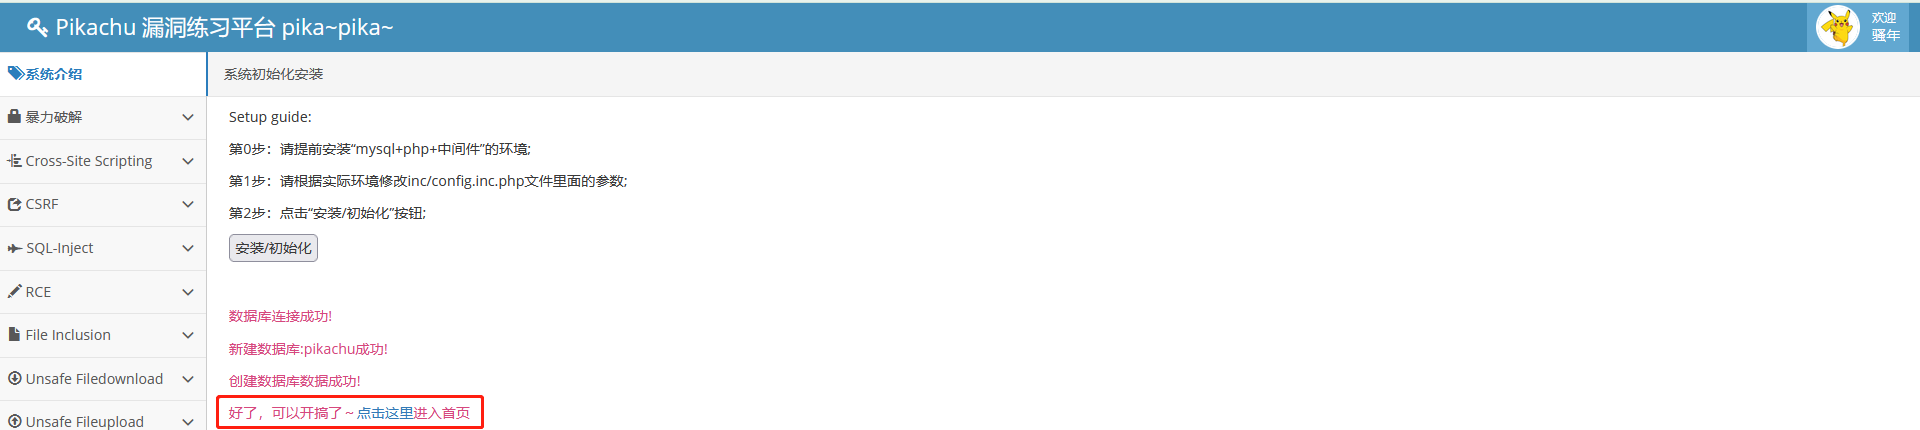 Pikachu 漏洞练习平台 pika~pika~
欢迎
骚年
系统介绍
系统初始化安装
暴力破解
Cross-Site Scripting
CSRF
SQL-Inject
RCE
File Inclusion
Unsafe Filedownload
Unsafe Fileupload
Setup guide:
第0步：请提前安装“mysql+php+中间件”的环境;
第1步：请根据实际环境修改inc/config.inc.php文件里面的参数;
第2步：点击“安装/初始化”按钮;
安装/初始化
数据库连接成功!
新建数据库:pikachu成功!
创建数据库数据成功!
好了，可以开搞了～点击这里进入首页